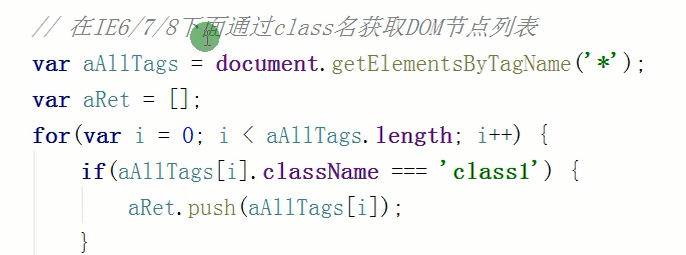 // 在IE6/7/8下面通过class名获取DOM节点列表
var aAllTags = document.getElementsByTagName('*');
var aRet = [];
for(var i = 0; i < aAllTags.length; i++) {
if(aAllTags[i].className === 'class1') {
aRet.push(aAllTags[i]);
}